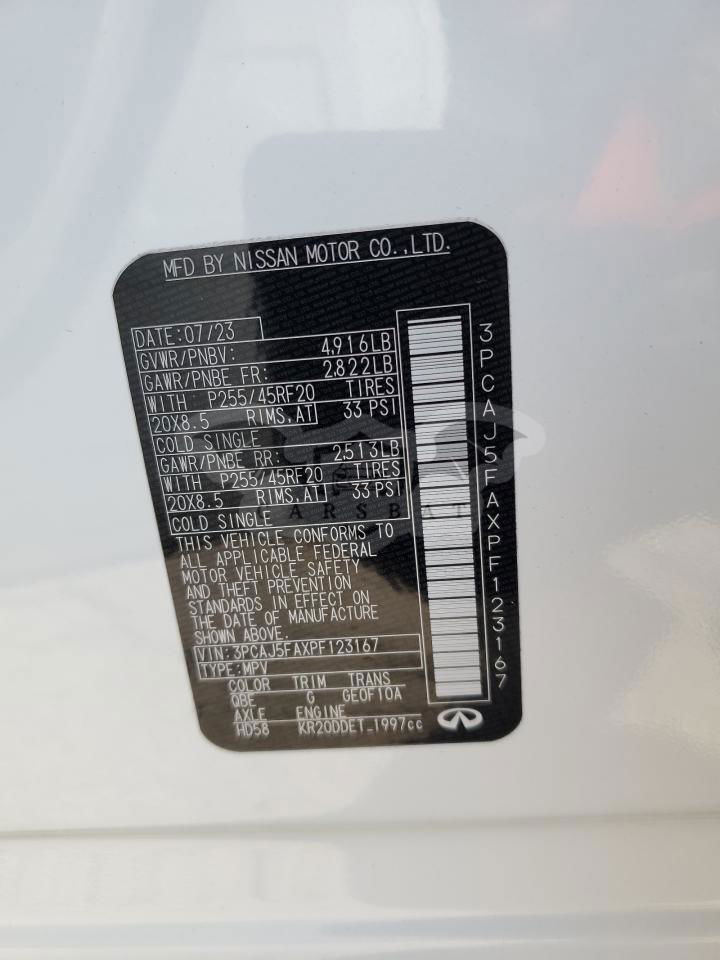 MFD BY NISSAN MOTOR CO.,LTD.
DATE:07/23
GVWR/PNBV: 4,916LB
GAWR/PNBE FR: 2,822LB
WITH P255/45RF20 TIRES
20X8.5 RIMS,AT 33 PSI
COLD SINGLE
GAWR/PNBE RR: 2,513LB
WITH P255/45RF20 TIRES
20X8.5 RIMS,AT 33 PSI
COLD SINGLE
THIS VEHICLE CONFORMS TO
ALL APPLICABLE FEDERAL
MOTOR VEHICLE SAFETY
AND THEFT PREVENTION
STANDARDS IN EFFECT ON
THE DATE OF MANUFACTURE
SHOWN ABOVE.
VIN:3PCAJ5FAXPF123167
TYPE:MPV
COLOR TRIM TRANS
QBE G GE0F10A
AXLE ENGINE
HD58 KR20DDET_1997cc
3PCAJ5FAXPF123167